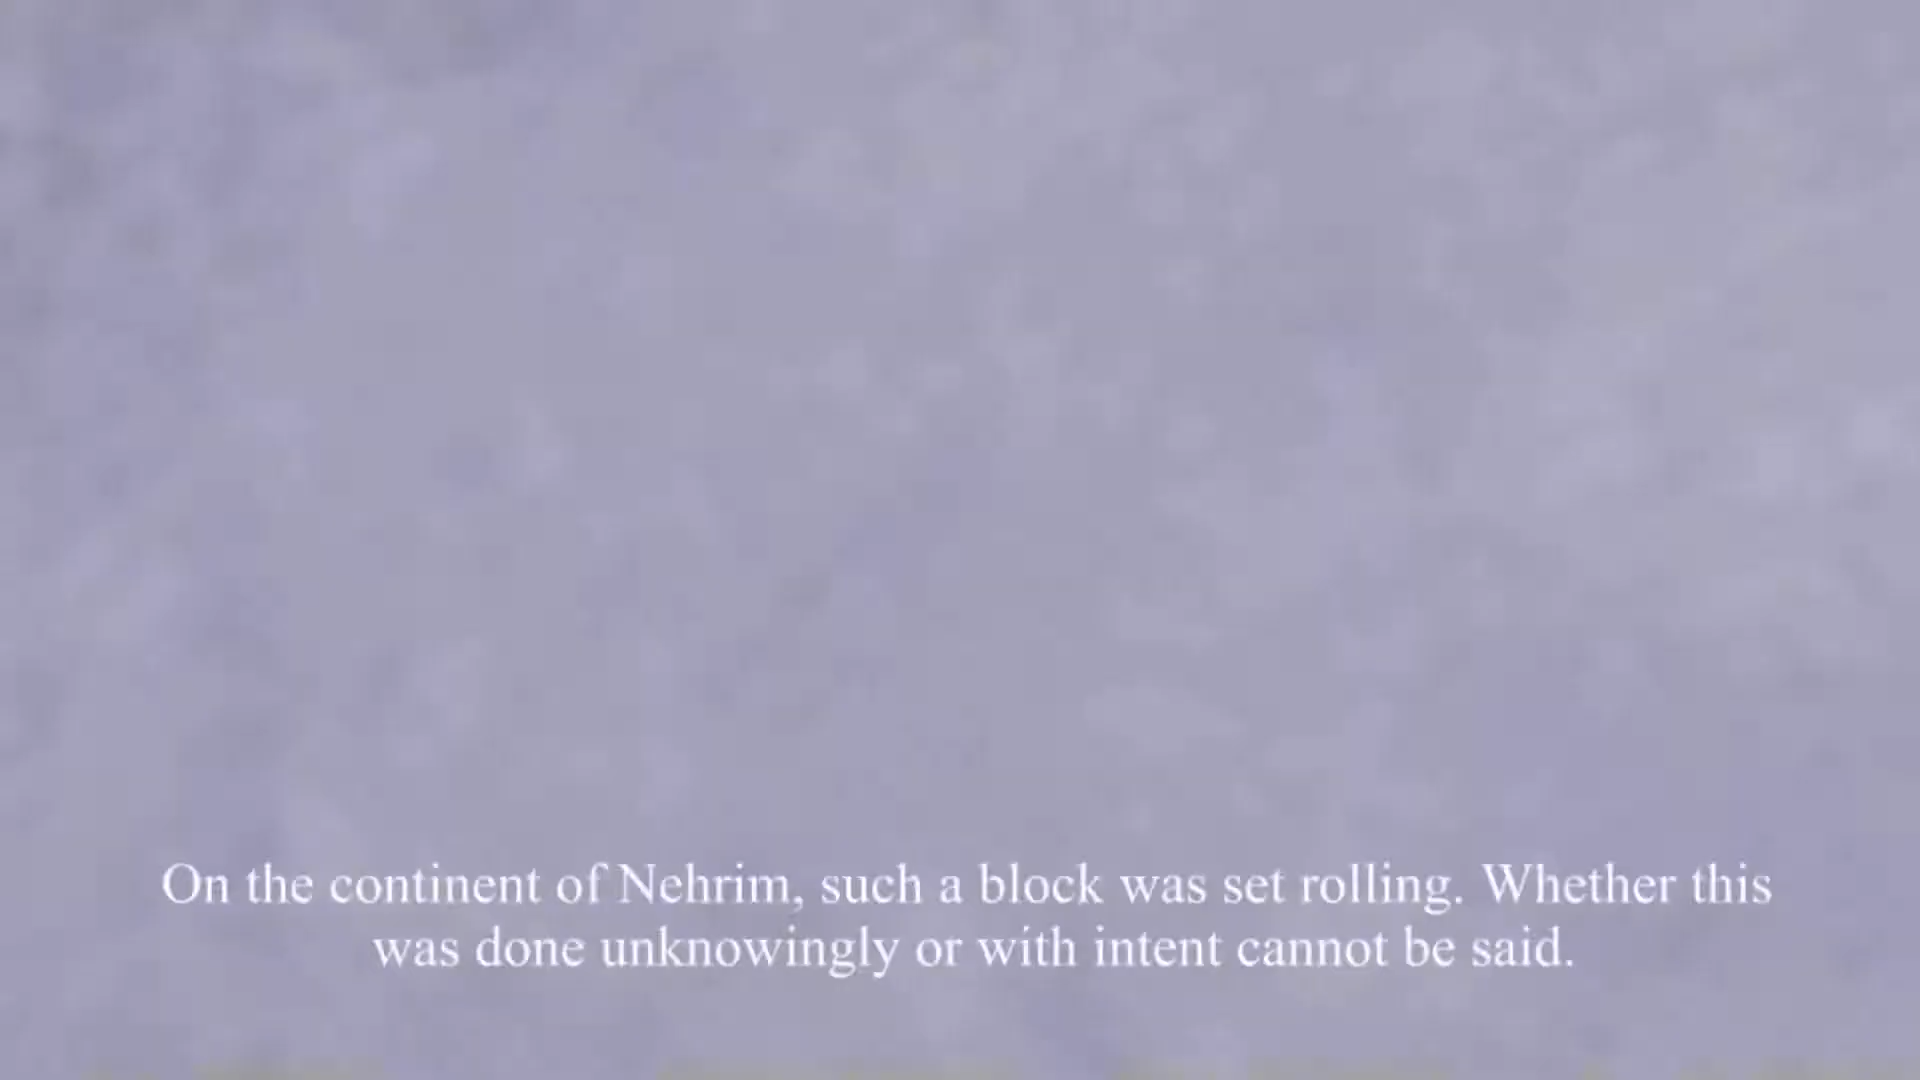 On the continent of Nehrim, such a block was set rolling. Whether this
was done unknowingly or with intent cannot be said.